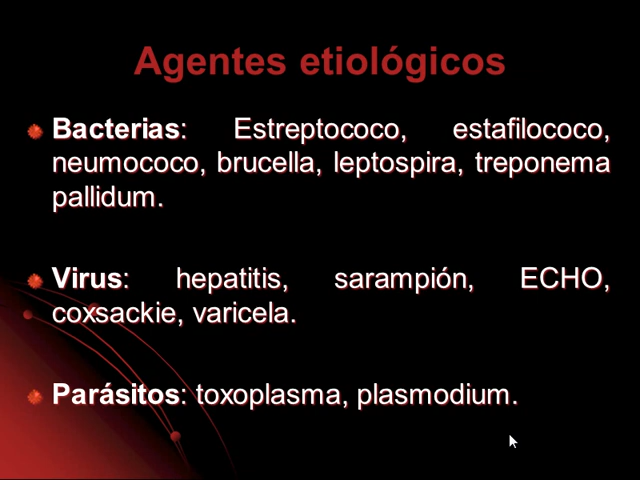 Agentes etiológicos
Bacterias: Estreptococo, estafilococo,
neumococo, brucella, leptospira, treponema
pallidum.
Virus: hepatitis, sarampión, ECHO,
coxsackie, varicela.
Parásitos: toxoplasma, plasmodium.